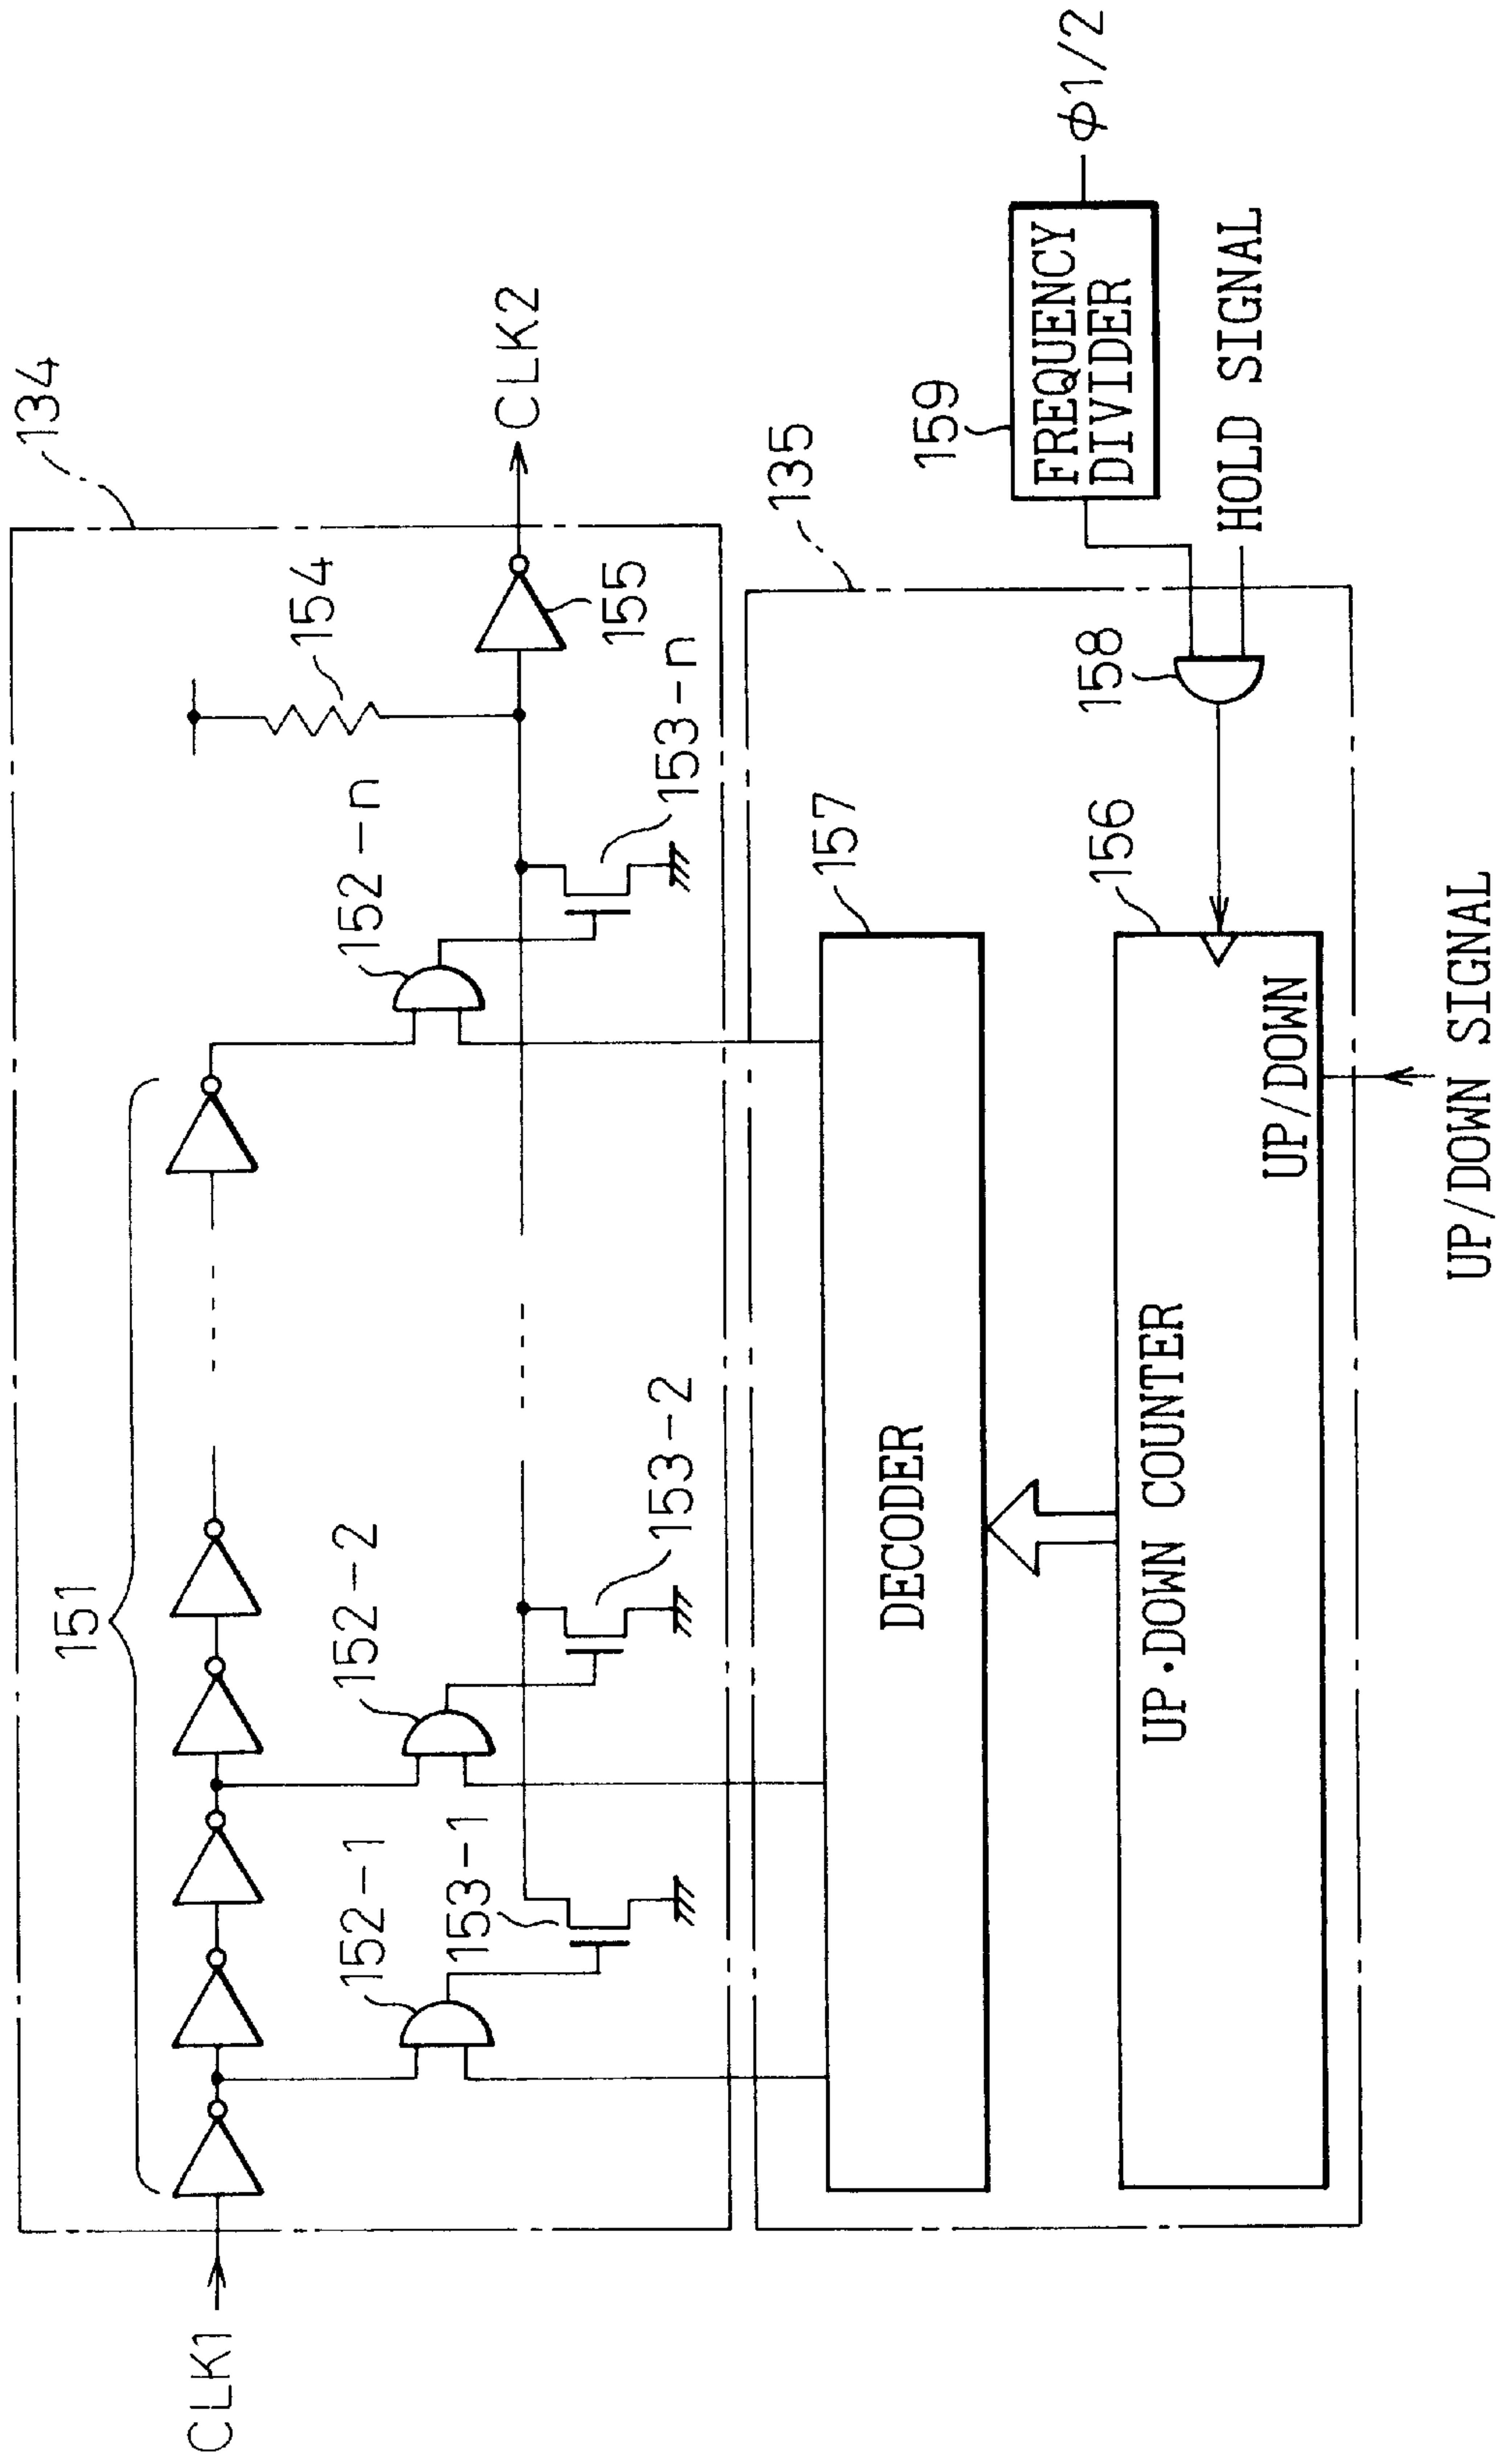 134
151
154
152-n
152-2
152-1
CLK1
CLK2
155
153-n
153-2
153-1
135
157
DECODER
159
FREQUENCY
DIVIDER
φ1/2
158
HOLD SIGNAL
156
UP·DOWN COUNTER
UP/DOWN
UP/DOWN SIGNAL